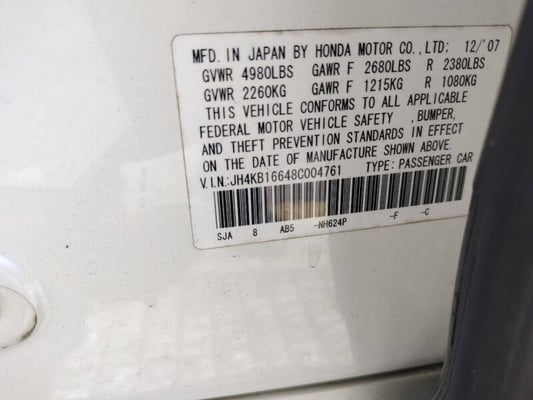 MFD. IN JAPAN BY HONDA MOTOR CO., LTD: 12/'07
GVWR 4980LBS GAWR F 2680LBS R 2380LBS
GVWR 2260KG GAWR F 1215KG R 1080KG
THIS VEHICLE CONFORMS TO ALL APPLICABLE
FEDERAL MOTOR VEHICLE SAFETY , BUMPER,
AND THEFT PREVENTION STANDARDS IN EFFECT
ON THE DATE OF MANUFACTURE SHOWN ABOVE.
V.I.N.:JH4KB16648C004761 TYPE: PASSENGER CAR
SJA 8 AB5 -NH624P -F -C